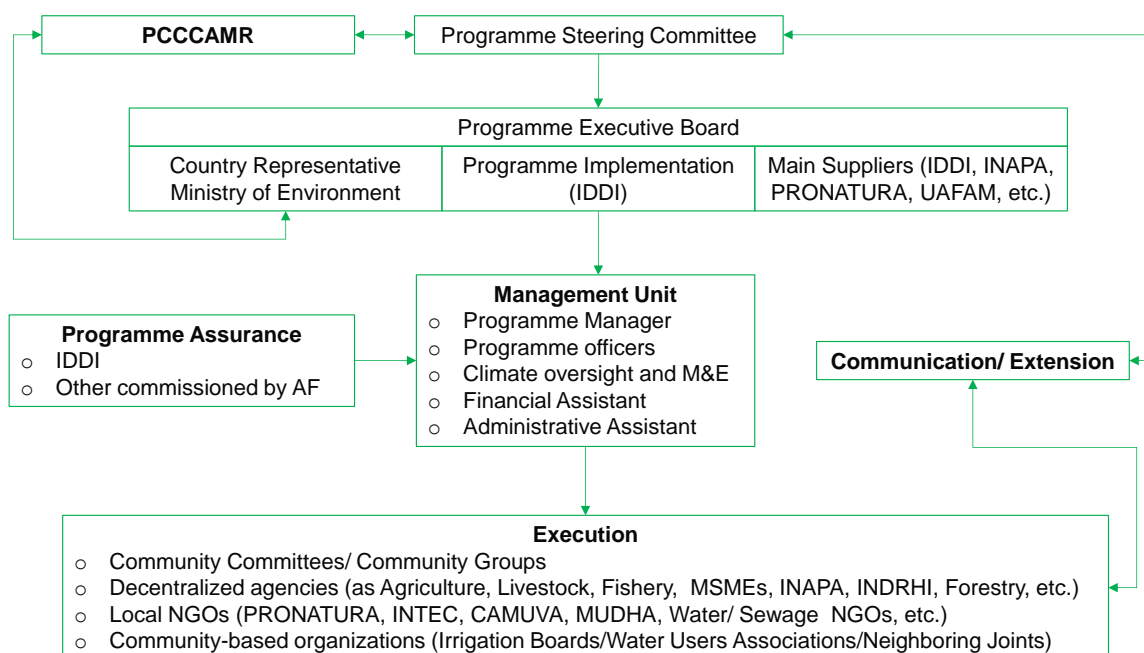 PCCCAMR
Programme Steering Committee
Programme Executive Board
Country Representative
Ministry of Environment
Programme Implementation
(IDDI)
Main Suppliers (IDDI, INAPA,
PRONATURA, UAFAM, etc.)
Management Unit
o Programme Manager
o Programme officers
o Climate oversight and M&E
o Financial Assistant
o Administrative Assistant
Programme Assurance
o IDDI
o Other commissioned by AF
Communication/ Extension
Execution
o Community Committees/ Community Groups
o Decentralized agencies (as Agriculture, Livestock, Fishery, MSMEs, INAPA, INDRHI, Forestry, etc.)
o Local NGOs (PRONATURA, INTEC, CAMUVA, MUDHA, Water/ Sewage NGOs, etc.)
o Community-based organizations (Irrigation Boards/Water Users Associations/Neighboring Joints)